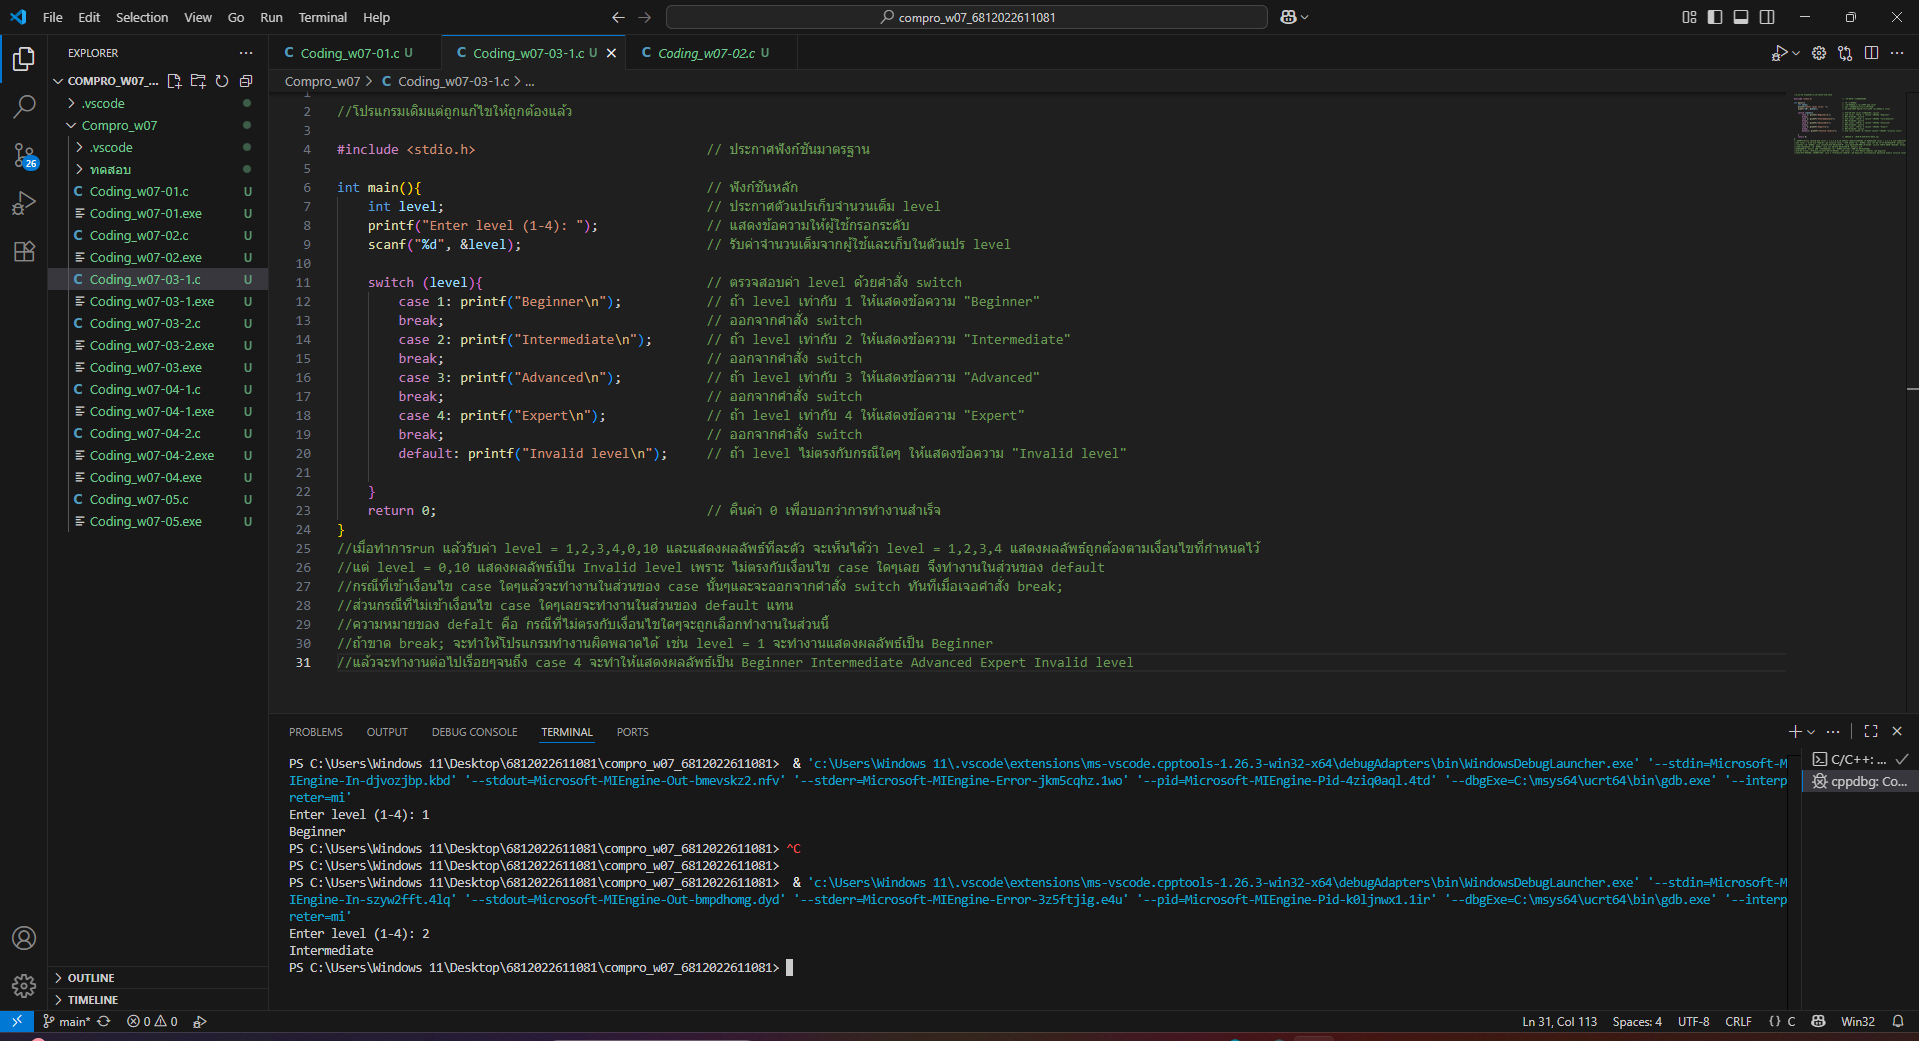 File Edit Selection View Go Run Terminal Help
compro_w07_6812022611081
EXPLORER
COMPRO_W07_...
.vscode
Compro_w07
.vscode
ทดสอบ
Coding_w07-01.c U
Coding_w07-01.exe U
Coding_w07-02.c U
Coding_w07-02.exe U
Coding_w07-03-1.c U
Coding_w07-03-1.exe U
Coding_w07-03-2.c U
Coding_w07-03-2.exe U
Coding_w07-03.exe U
Coding_w07-04-1.c U
Coding_w07-04-1.exe U
Coding_w07-04-2.c U
Coding_w07-04-2.exe U
Coding_w07-04.exe U
Coding_w07-05.c U
Coding_w07-05.exe U
OUTLINE
TIMELINE
C Coding_w07-01.c U C Coding_w07-03-1.c U C Coding_w07-02.c U
Compro_w07 > C Coding_w07-03-1.c > ...
1
2 //โปรแกรมเดิมแต่ถูกแก้ไขให้ถูกต้องแล้ว
3
4 #include <stdio.h> // ประกาศฟังก์ชันมาตรฐาน
5
6 int main(){ // ฟังก์ชันหลัก
7 int level; // ประกาศตัวแปรเก็บจำนวนเต็ม level
8 printf("Enter level (1-4): "); // แสดงข้อความให้ผู้ใช้กรอกระดับ
9 scanf("%d", &level); // รับค่าจำนวนเต็มจากผู้ใช้และเก็บในตัวแปร level
10
11 switch (level){ // ตรวจสอบค่า level ด้วยคำสั่ง switch
12 case 1: printf("Beginner\n"); // ถ้า level เท่ากับ 1 ให้แสดงข้อความ "Beginner"
13 break; // ออกจากคำสั่ง switch
14 case 2: printf("Intermediate\n"); // ถ้า level เท่ากับ 2 ให้แสดงข้อความ "Intermediate"
15 break; // ออกจากคำสั่ง switch
16 case 3: printf("Advanced\n"); // ถ้า level เท่ากับ 3 ให้แสดงข้อความ "Advanced"
17 break; // ออกจากคำสั่ง switch
18 case 4: printf("Expert\n"); // ถ้า level เท่ากับ 4 ให้แสดงข้อความ "Expert"
19 break; // ออกจากคำสั่ง switch
20 default: printf("Invalid level\n"); // ถ้า level ไม่ตรงกับกรณีใดๆ ให้แสดงข้อความ "Invalid level"
21
22 }
23 return 0; // คืนค่า 0 เพื่อบอกว่าการทำงานสำเร็จ
24 }
25 //เมื่อทำการrun แล้วรับค่า level = 1,2,3,4,0,10 และแสดงผลลัพธ์ทีละตัว จะเห็นได้ว่า level = 1,2,3,4 แสดงผลลัพธ์ถูกต้องตามเงื่อนไขที่กำหนดไว้
26 //แต่ level = 0,10 แสดงผลลัพธ์เป็น Invalid level เพราะ ไม่ตรงกับเงื่อนไข case ใดๆเลย จึงทำงานในส่วนของ default
27 //กรณีที่เข้าเงื่อนไข case ใดๆแล้วจะทำงานในส่วนของ case นั้นๆและจะออกจากคำสั่ง switch ทันทีเมื่อเจอคำสั่ง break;
28 //ส่วนกรณีที่ไม่เข้าเงื่อนไข case ใดๆเลยจะทำงานในส่วนของ default แทน
29 //ความหมายของ defalt คือ กรณีที่ไม่ตรงกับเงื่อนไขใดๆจะถูกเลือกทำงานในส่วนนี้
30 //ถ้าขาด break; จะทำให้โปรแกรมทำงานผิดพลาดได้ เช่น level = 1 จะทำงานแสดงผลลัพธ์เป็น Beginner
31 //แล้วจะทำงานต่อไปเรื่อยๆจนถึง case 4 จะทำให้แสดงผลลัพธ์เป็น Beginner Intermediate Advanced Expert Invalid level
PROBLEMS OUTPUT DEBUG CONSOLE TERMINAL PORTS
PS C:\Users\Windows 11\Desktop\6812022611081\compro_w07_6812022611081> & 'c:\Users\Windows 11\.vscode\extensions\ms-vscode.cpptools-1.26.3-win32-x64\debugAdapters\bin\WindowsDebugLauncher.exe' '--stdin=Microsoft-M
IEngine-In-djvozjbp.kbd' '--stdout=Microsoft-MIEngine-Out-bmevskz2.nfv' '--stderr=Microsoft-MIEngine-Error-jkm5cqhz.1wo' '--pid=Microsoft-MIEngine-Pid-4ziq0aql.4td' '--dbgExe=C:\msys64\ucrt64\bin\gdb.exe' '--interp
reter=mi'
Enter level (1-4): 1
Beginner
PS C:\Users\Windows 11\Desktop\6812022611081\compro_w07_6812022611081> ^C
PS C:\Users\Windows 11\Desktop\6812022611081\compro_w07_6812022611081>
PS C:\Users\Windows 11\Desktop\6812022611081\compro_w07_6812022611081> & 'c:\Users\Windows 11\.vscode\extensions\ms-vscode.cpptools-1.26.3-win32-x64\debugAdapters\bin\WindowsDebugLauncher.exe' '--stdin=Microsoft-M
IEngine-In-szyw2fft.4lq' '--stdout=Microsoft-MIEngine-Out-bmpdhomg.dyd' '--stderr=Microsoft-MIEngine-Error-3z5ftjig.e4u' '--pid=Microsoft-MIEngine-Pid-k0ljnwx1.1ir' '--dbgExe=C:\msys64\ucrt64\bin\gdb.exe' '--interp
reter=mi'
Enter level (1-4): 2
Intermediate
PS C:\Users\Windows 11\Desktop\6812022611081\compro_w07_6812022611081>
C/C++: ...
cppdbg: Co...
26
main* 0 0 Ln 31, Col 113 Spaces: 4 UTF-8 CRLF {} C Win32